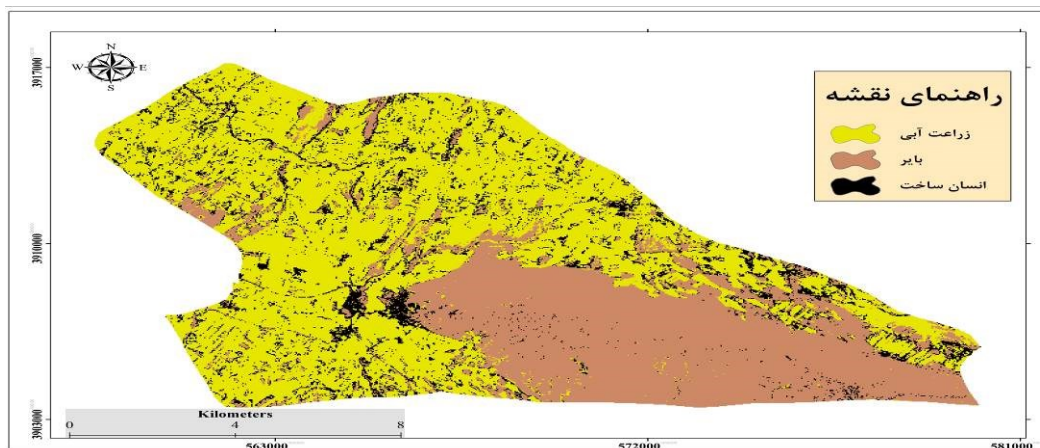 N
W E
S
راهنمای نقشه
زراعت آبی
بایر
انسان ساخت
3917000
3910000
3903000
Kilometers
0 4 8
563000 572000 581000